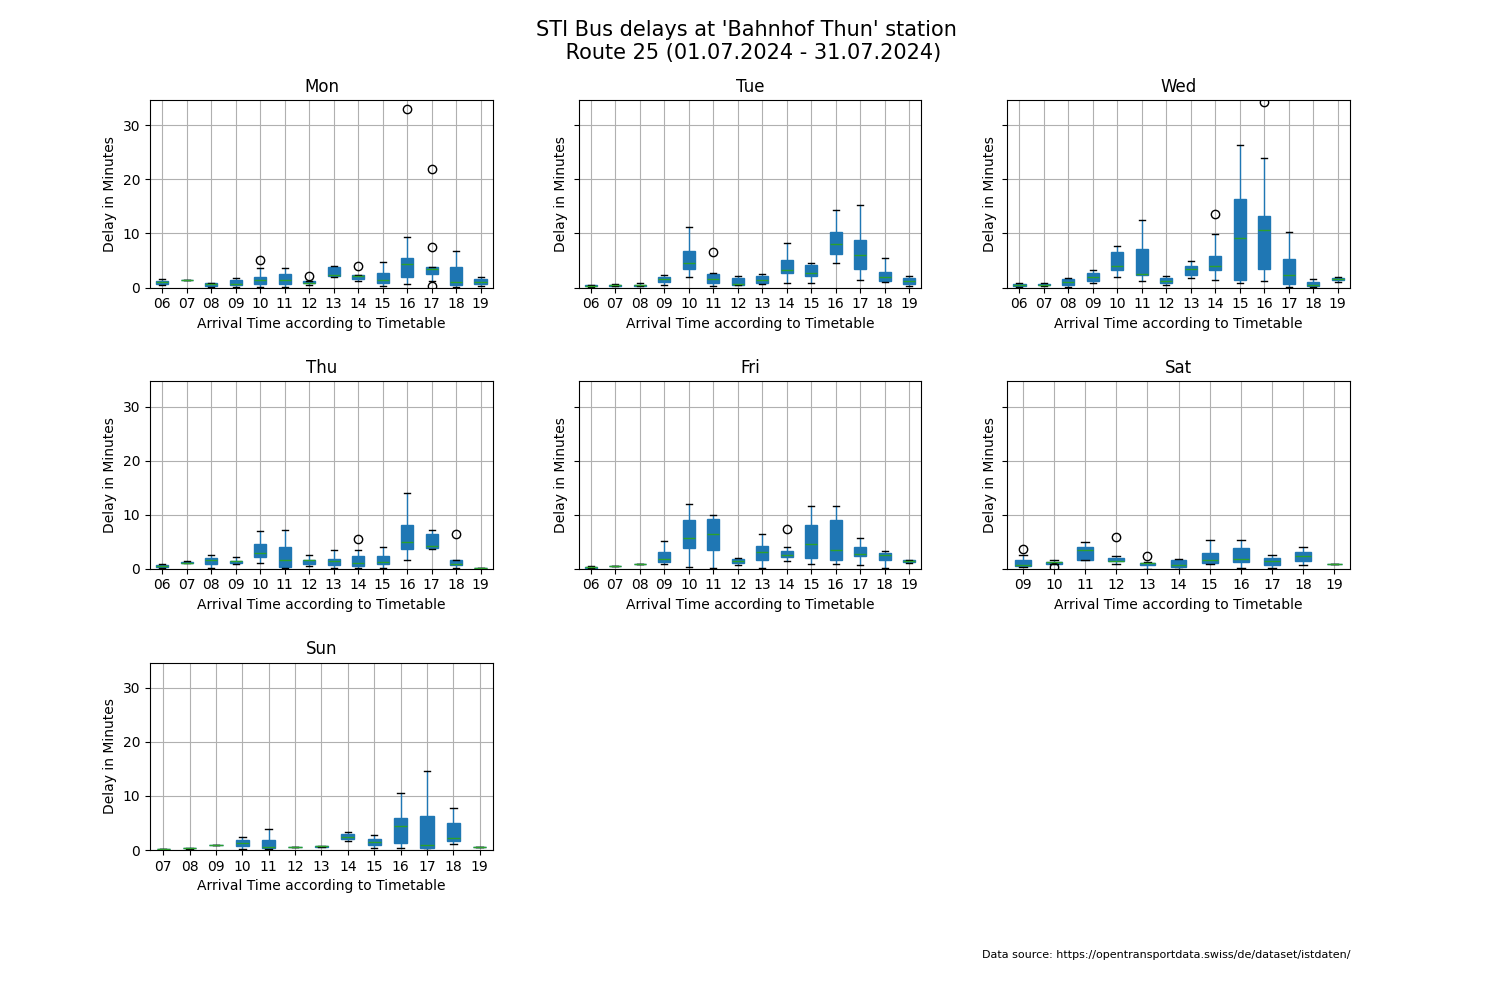 STI Bus delays at 'Bahnhof Thun' station
Route 25 (01.07.2024 - 31.07.2024)
Mon
Tue
Wed
Delay in Minutes
30
20
10
0
06 07 08 09 10 11 12 13 14 15 16 17 18 19
Arrival Time according to Timetable
Delay in Minutes
06 07 08 09 10 11 12 13 14 15 16 17 18 19
Arrival Time according to Timetable
Delay in Minutes
06 07 08 09 10 11 12 13 14 15 16 17 18 19
Arrival Time according to Timetable
Thu
Fri
Sat
Delay in Minutes
30
20
10
0
06 07 08 09 10 11 12 13 14 15 16 17 18 19
Arrival Time according to Timetable
Delay in Minutes
06 07 08 09 10 11 12 13 14 15 16 17 18 19
Arrival Time according to Timetable
Delay in Minutes
09 10 11 12 13 14 15 16 17 18 19
Arrival Time according to Timetable
Sun
Delay in Minutes
30
20
10
0
07 08 09 10 11 12 13 14 15 16 17 18 19
Arrival Time according to Timetable
Data source: https://opentransportdata.swiss/de/dataset/istdaten/